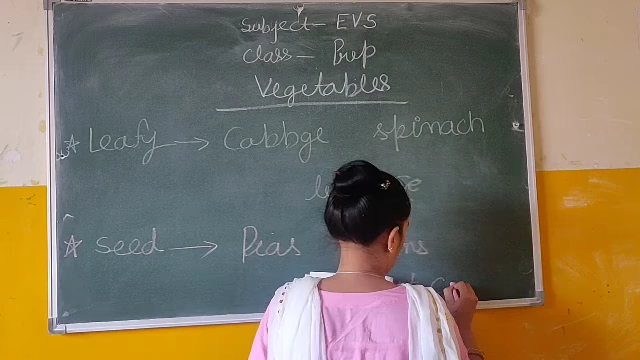 Subject - EVS
Class - Prep
Vegetables
☆ Leafy → Cabbge spinach
☆ Seed → Peas